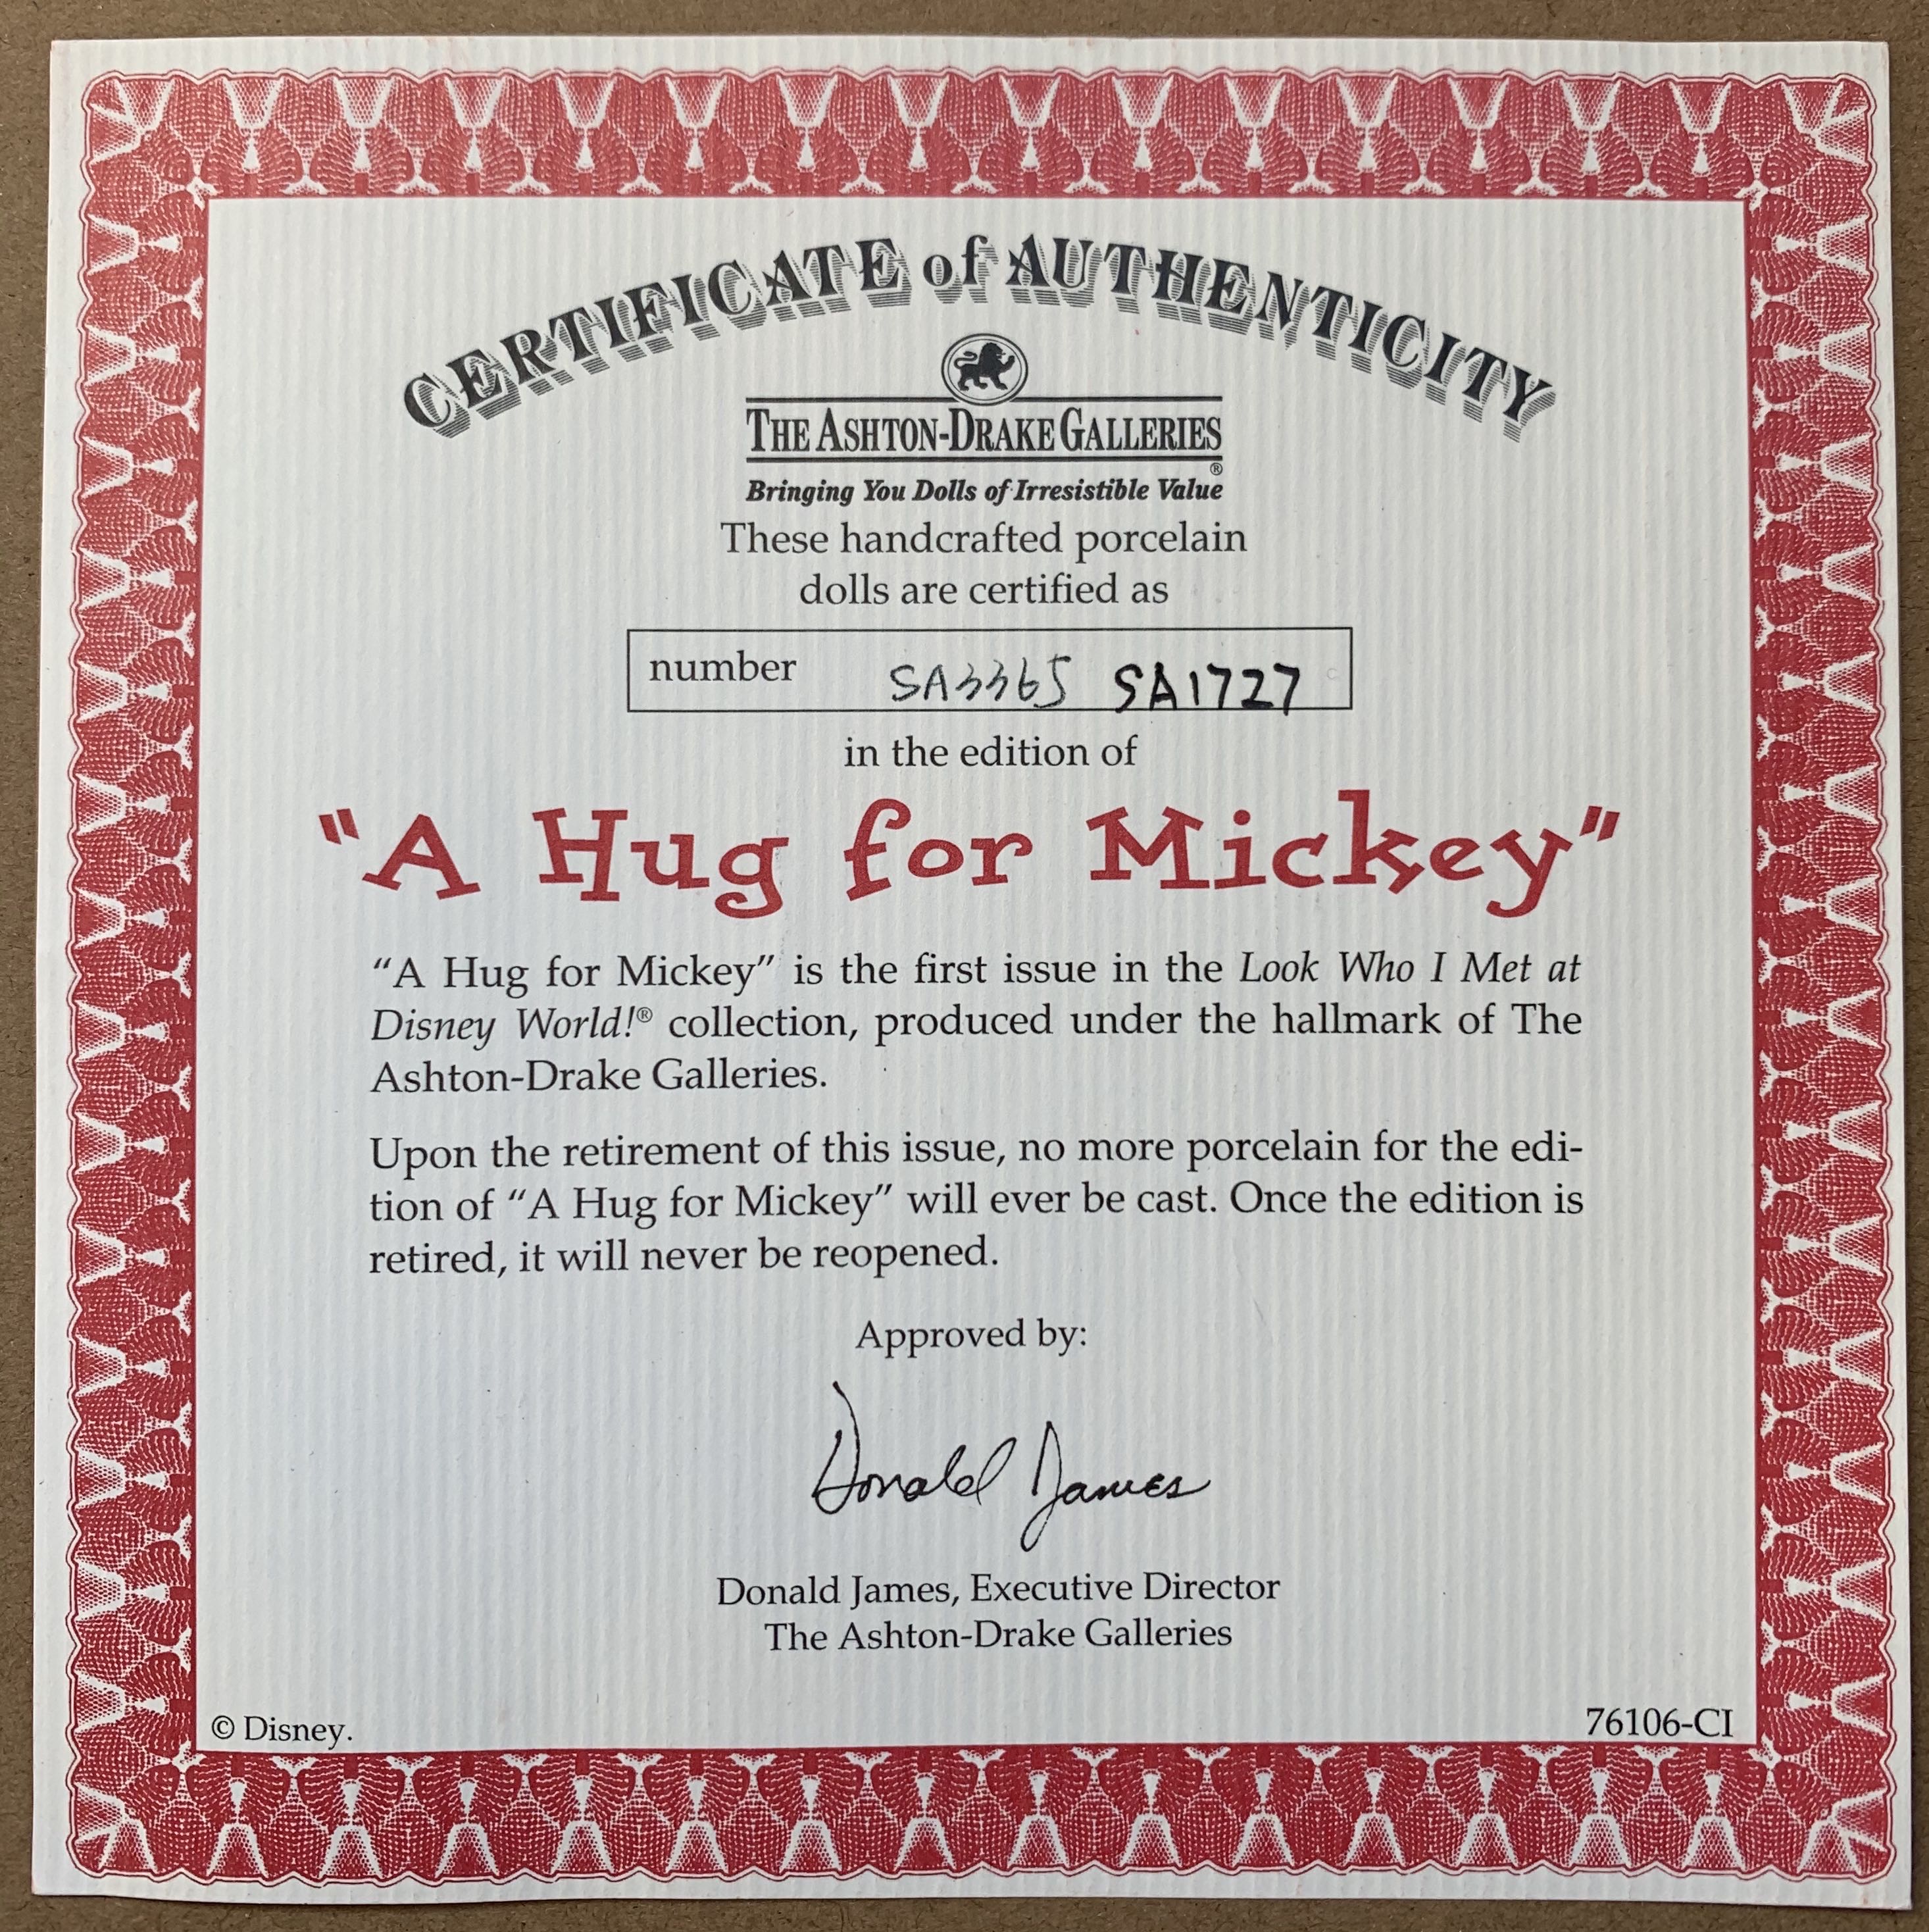 CERTIFICATE of AUTHENTICITY
THE ASHTON-DRAKE GALLERIES
®
Bringing You Dolls of Irresistible Value
These handcrafted porcelain
dolls are certified as
number SA3365 SA1727
in the edition of
"A Hug for Mickey"
“A Hug for Mickey” is the first issue in the Look Who I Met at
Disney World!® collection, produced under the hallmark of The
Ashton-Drake Galleries.
Upon the retirement of this issue, no more porcelain for the edi-
tion of “A Hug for Mickey” will ever be cast. Once the edition is
retired, it will never be reopened.
Approved by:
Donald James
Donald James, Executive Director
The Ashton-Drake Galleries
© Disney.
76106-CI